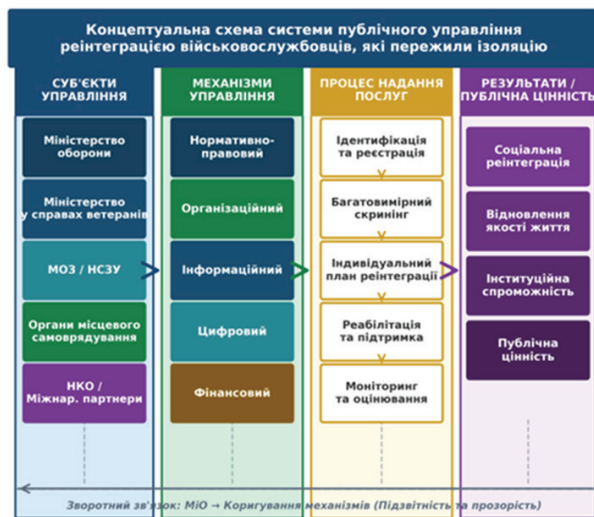 Концептуальна схема системи публічного управління
реінтеграцією військовослужбовців, які пережили ізоляцію
СУБ'ЄКТИ
УПРАВЛІННЯ
Міністерство
оборони
Міністерство
у справах ветеранів
МОЗ / НСЗУ
Органи місцевого
самоврядування
НКО /
Міжнар. партнери
МЕХАНІЗМИ
УПРАВЛІННЯ
Нормативно-
правовий
Організаційний
Інформаційний
Цифровий
Фінансовий
ПРОЦЕС НАДАННЯ
ПОСЛУГ
Ідентифікація
та реєстрація
Багатовимірний
скринінг
Індивідуальний
план реінтеграції
Реабілітація
та підтримка
Моніторинг
та оцінювання
РЕЗУЛЬТАТИ /
ПУБЛІЧНА ЦІННІСТЬ
Соціальна
реінтеграція
Відновлення
якості життя
Інституційна
спроможність
Публічна
цінність
Зворотний зв'язок: МіО → Коригування механізмів (Підзвітність та прозорість)